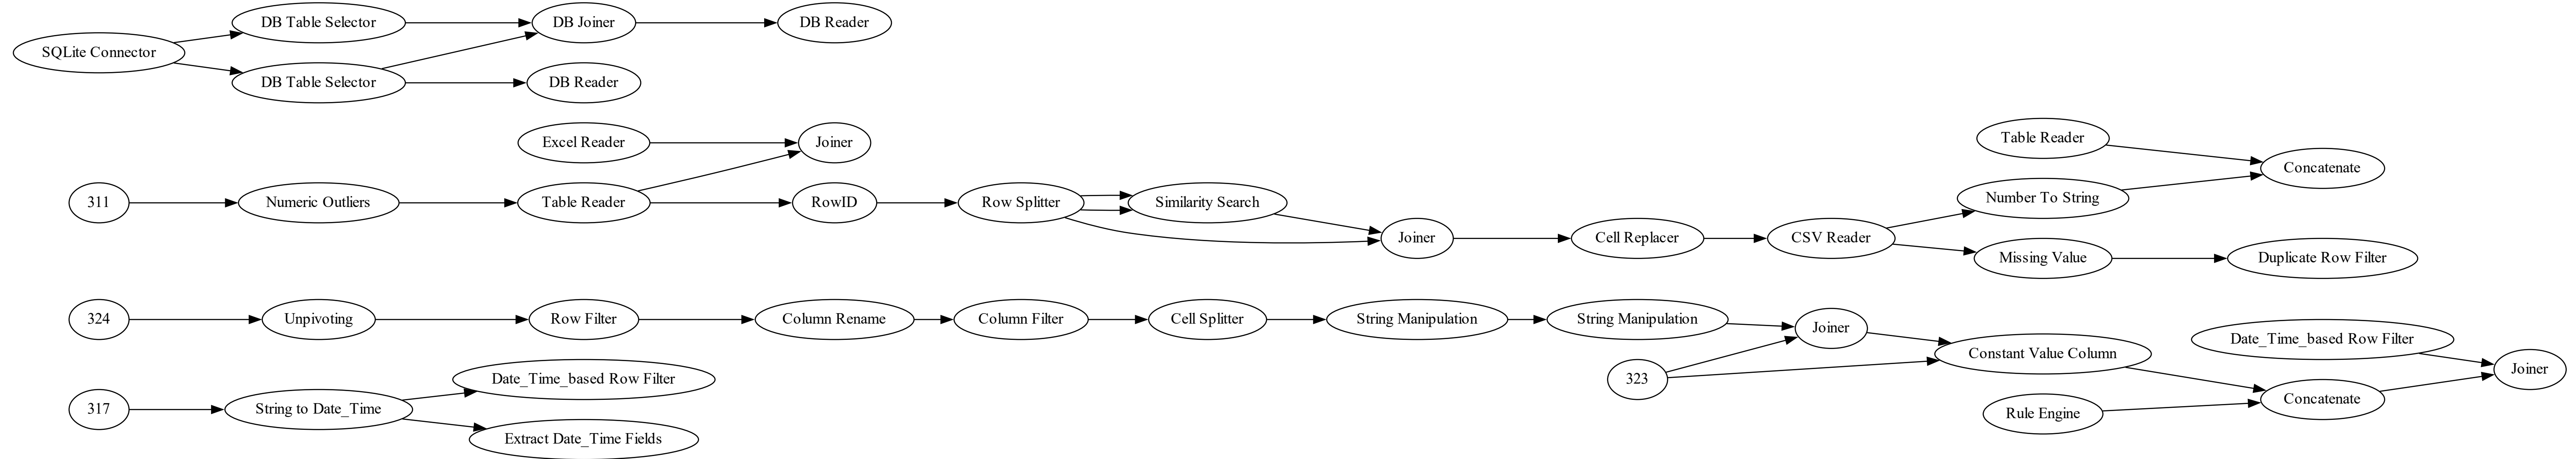 SQLite Connector
DB Table Selector
DB Joiner
DB Reader
DB Table Selector
DB Reader
Excel Reader
Joiner
311
Numeric Outliers
Table Reader
RowID
Row Splitter
Similarity Search
Joiner
Cell Replacer
CSV Reader
Table Reader
Number To String
Concatenate
Missing Value
Duplicate Row Filter
324
Unpivoting
Row Filter
Column Rename
Column Filter
Cell Splitter
String Manipulation
String Manipulation
Joiner
323
Constant Value Column
Date_Time_based Row Filter
Rule Engine
Concatenate
Joiner
317
String to Date_Time
Date_Time_based Row Filter
Extract Date_Time Fields